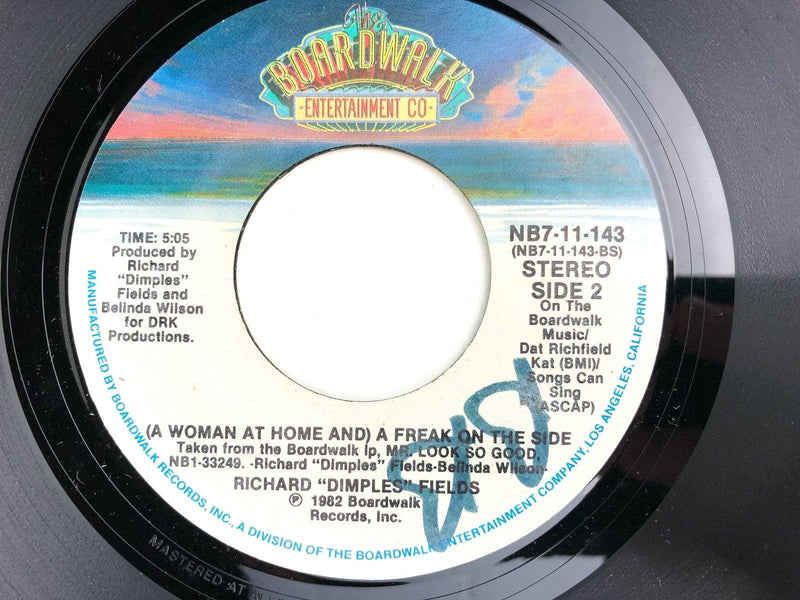 The
BOARDWALK
·ENTERTAINMENT CO·
TIME: 5:05
Produced by
Richard
"Dimples"
Fields and
Belinda Wilson
for DRK
Productions.
NB7-11-143
(NB7-11-143-BS)
STEREO
SIDE 2
On The
Boardwalk
Music/
Dat Richfield
Kat (BMI)/
Songs Can
Sing
(ASCAP)
(A WOMAN AT HOME AND) A FREAK ON THE SIDE
Taken from the Boardwalk lp, MR. LOOK SO GOOD,
NB1-33249. -Richard "Dimples" Fields-Belinda Wilson-
RICHARD "DIMPLES" FIELDS
℗ 1982 Boardwalk
Records, Inc.
MANUFACTURED BY BOARDWALK RECORDS, INC., A DIVISION OF THE BOARDWALK ENTERTAINMENT COMPANY, LOS ANGELES, CALIFORNIA
MASTERED AT